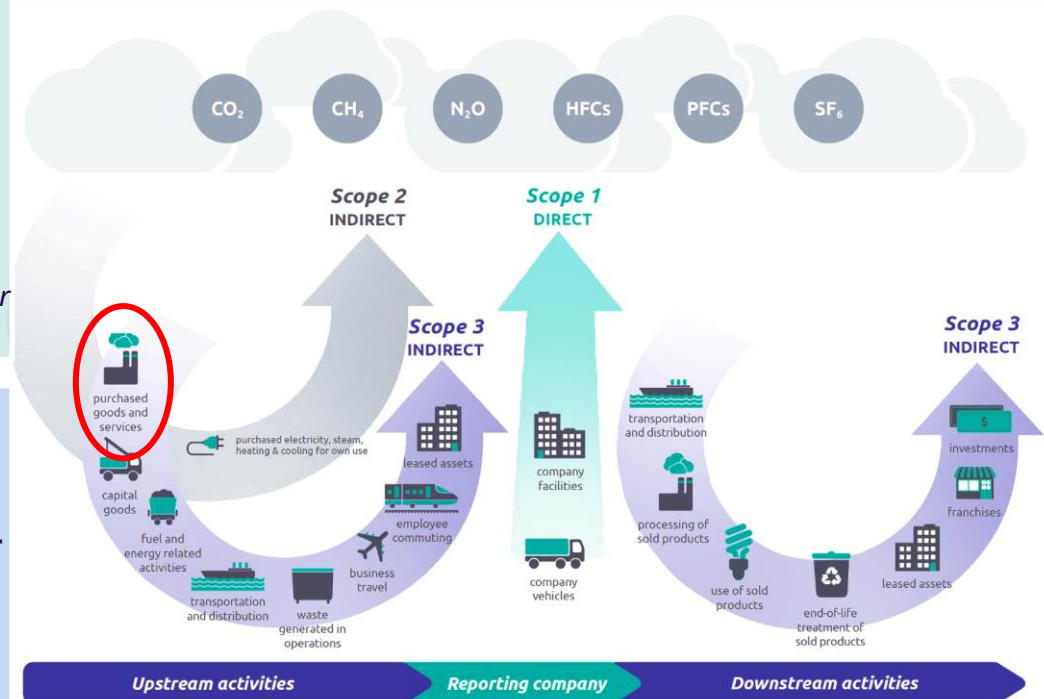 CO₂
CH₄
N₂O
HFCs
PFCs
SF₆
Scope 2
INDIRECT
Scope 1
DIRECT
r
Scope 3
INDIRECT
Scope 3
INDIRECT
purchased
goods and
services
purchased electricity, steam,
heating & cooling for own use
capital
goods
fuel and
energy related
activities
transportation
and distribution
waste
generated in
operations
business
travel
employee
commuting
leased assets
company
facilities
company
vehicles
transportation
and distribution
processing of
sold products
use of sold
products
end-of-life
treatment of
sold products
leased assets
franchises
$
investments
Upstream activities
Reporting company
Downstream activities